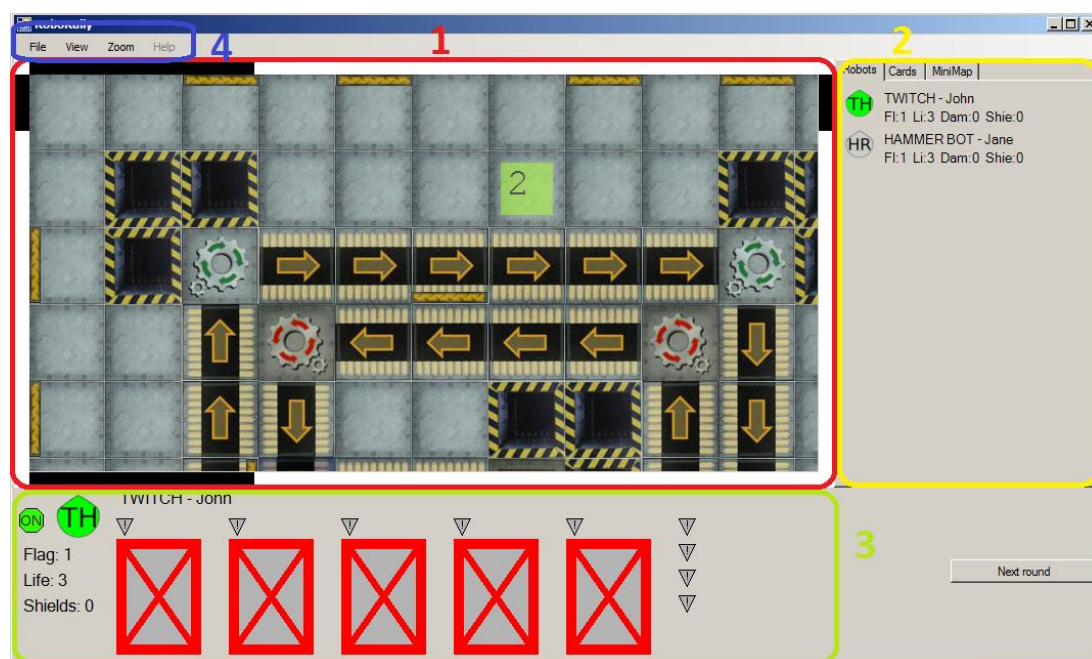 RoboRally
File View Zoom Help
4
1
2
Robots Cards MiniMap
TH
TWITCH - John
Fl:1 Li:3 Dam:0 Shie:0
HR
HAMMER BOT - Jane
Fl:1 Li:3 Dam:0 Shie:0
2
TWITCH - John
ON
TH
! ! ! ! ! !
!
!
!
Flag: 1
Life: 3
Shields: 0
3
Next round